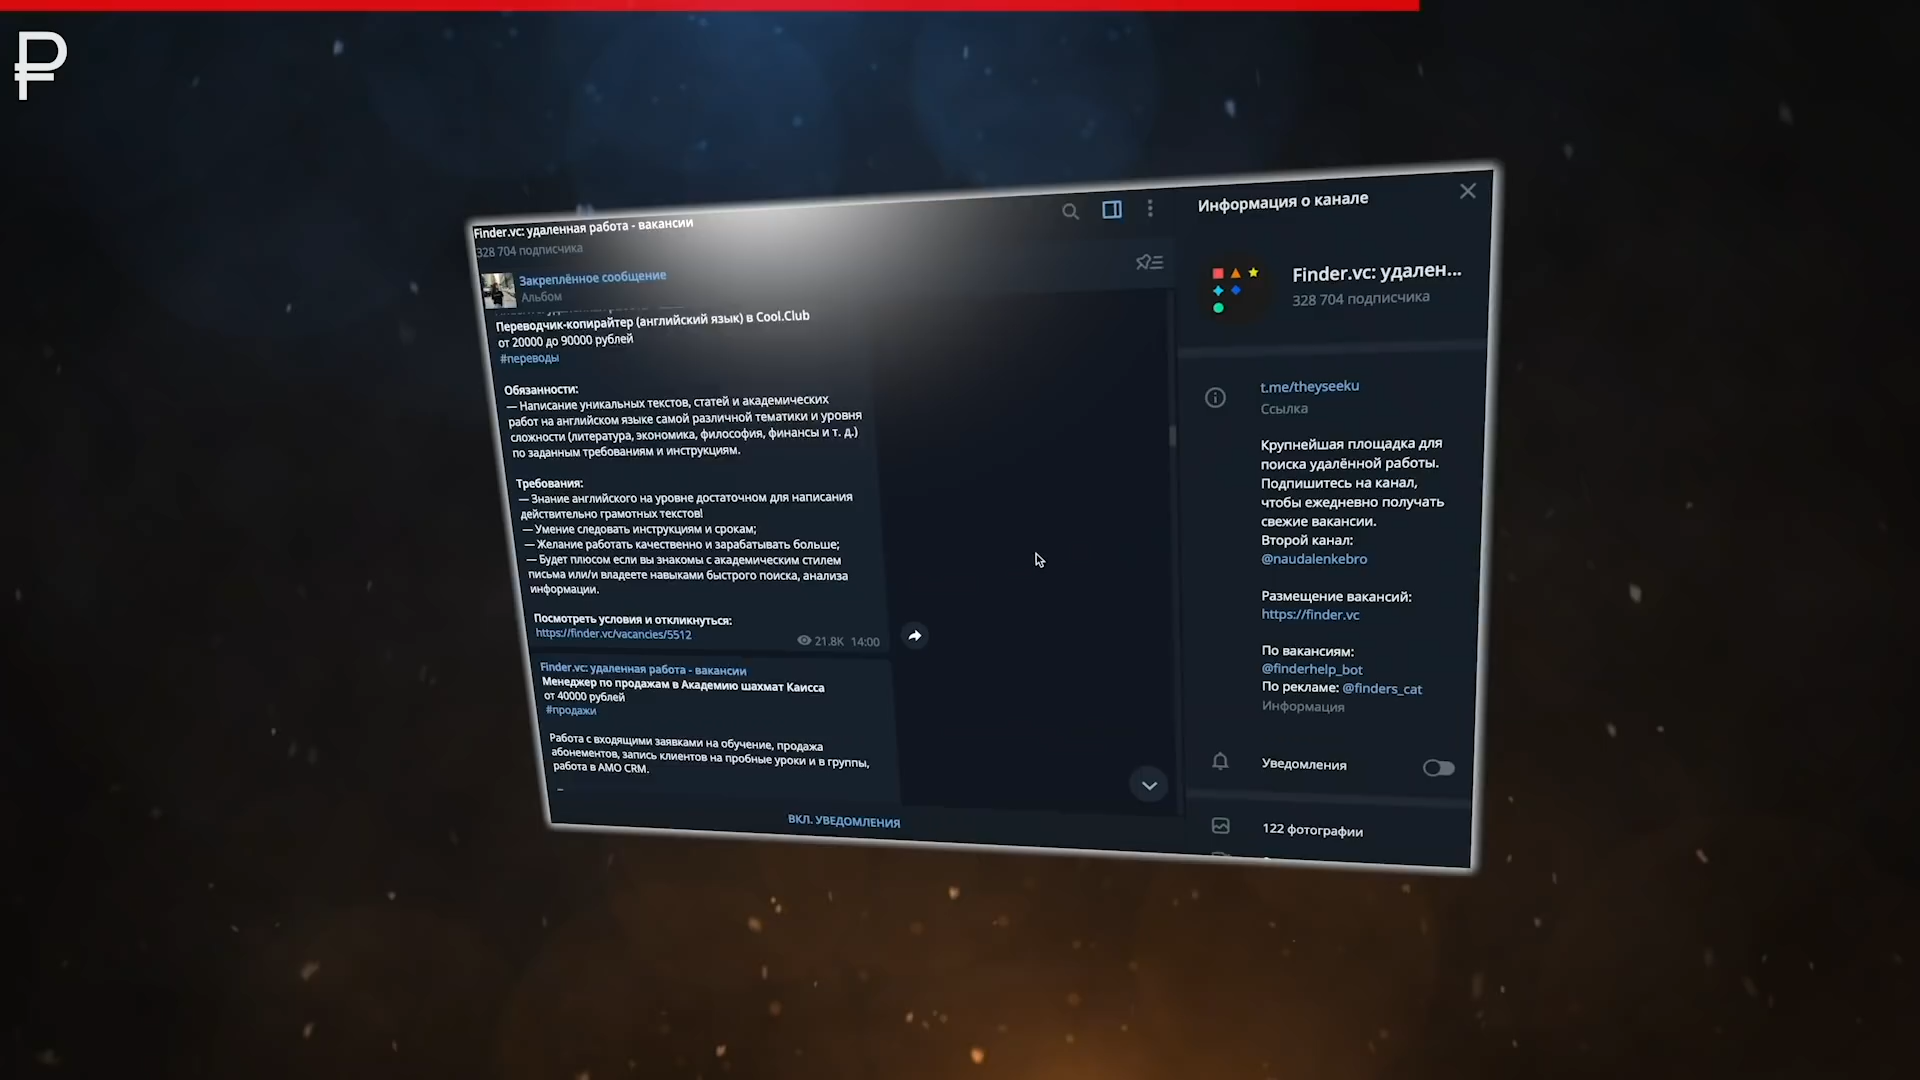 ₽
Finder.vc: удаленная работа - вакансии
328 704 подписчика
Закреплённое сообщение
Альбом
Переводчик-копирайтер (английский язык) в Cool.Club
от 20000 до 90000 рублей
#переводы
Обязанности:
— Написание уникальных текстов, статей и академических
работ на английском языке самой различной тематики и уровня
сложности (литература, экономика, философия, финансы и т. д.)
по заданным требованиям и инструкциям.
Требования:
— Знание английского на уровне достаточном для написания
действительно грамотных текстов!
— Умение следовать инструкциям и срокам;
— Желание работать качественно и зарабатывать больше;
— Будет плюсом если вы знакомы с академическим стилем
письма или/и владеете навыками быстрого поиска, анализа
информации.
Посмотреть условия и откликнуться:
https://finder.vc/vacancies/5512
21.8K 14:00
Finder.vc: удаленная работа - вакансии
Менеджер по продажам в Академию шахмат Каисса
от 40000 рублей
#продажи
Работа с входящими заявками на обучение, продажа
абонементов, запись клиентов на пробные уроки и в группы,
работа в АМО CRM.
ВКЛ. УВЕДОМЛЕНИЯ
Информация о канале
Finder.vc: удален...
328 704 подписчика
t.me/theyseeku
Ссылка
Крупнейшая площадка для
поиска удалённой работы.
Подпишитесь на канал,
чтобы ежедневно получать
свежие вакансии.
Второй канал:
@naudalenkebro
Размещение вакансий:
https://finder.vc
По вакансиям:
@finderhelp_bot
По рекламе: @finders_cat
Информация
Уведомления
122 фотографии